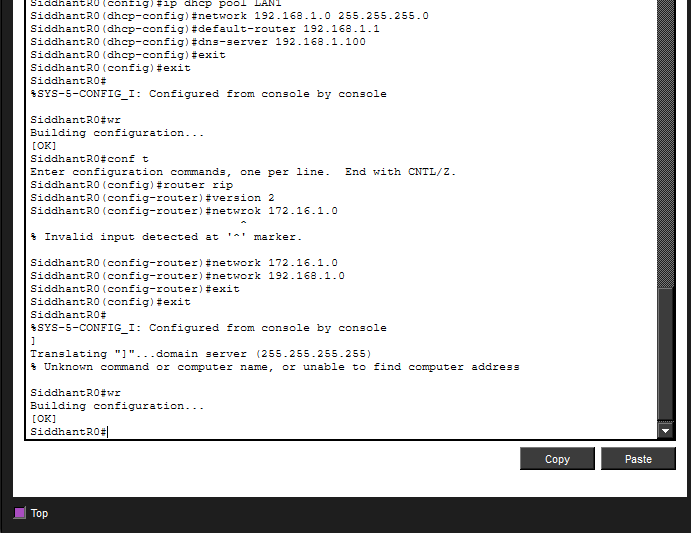 SiddhantR0(config)#ip dhcp pool LAN1
SiddhantR0(dhcp-config)#network 192.168.1.0 255.255.255.0
SiddhantR0(dhcp-config)#default-router 192.168.1.1
SiddhantR0(dhcp-config)#dns-server 192.168.1.100
SiddhantR0(dhcp-config)#exit
SiddhantR0(config)#exit
SiddhantR0#
%SYS-5-CONFIG_I: Configured from console by console
SiddhantR0#wr
Building configuration...
[OK]
SiddhantR0#conf t
Enter configuration commands, one per line.  End with CNTL/Z.
SiddhantR0(config)#router rip
SiddhantR0(config-router)#version 2
SiddhantR0(config-router)#netwrok 172.16.1.0
^
% Invalid input detected at '^' marker.
SiddhantR0(config-router)#network 172.16.1.0
SiddhantR0(config-router)#network 192.168.1.0
SiddhantR0(config-router)#exit
SiddhantR0(config)#exit
SiddhantR0#
%SYS-5-CONFIG_I: Configured from console by console
]
Translating "]"...domain server (255.255.255.255)
% Unknown command or computer name, or unable to find computer address
SiddhantR0#wr
Building configuration...
[OK]
SiddhantR0#
Copy
Paste
Top